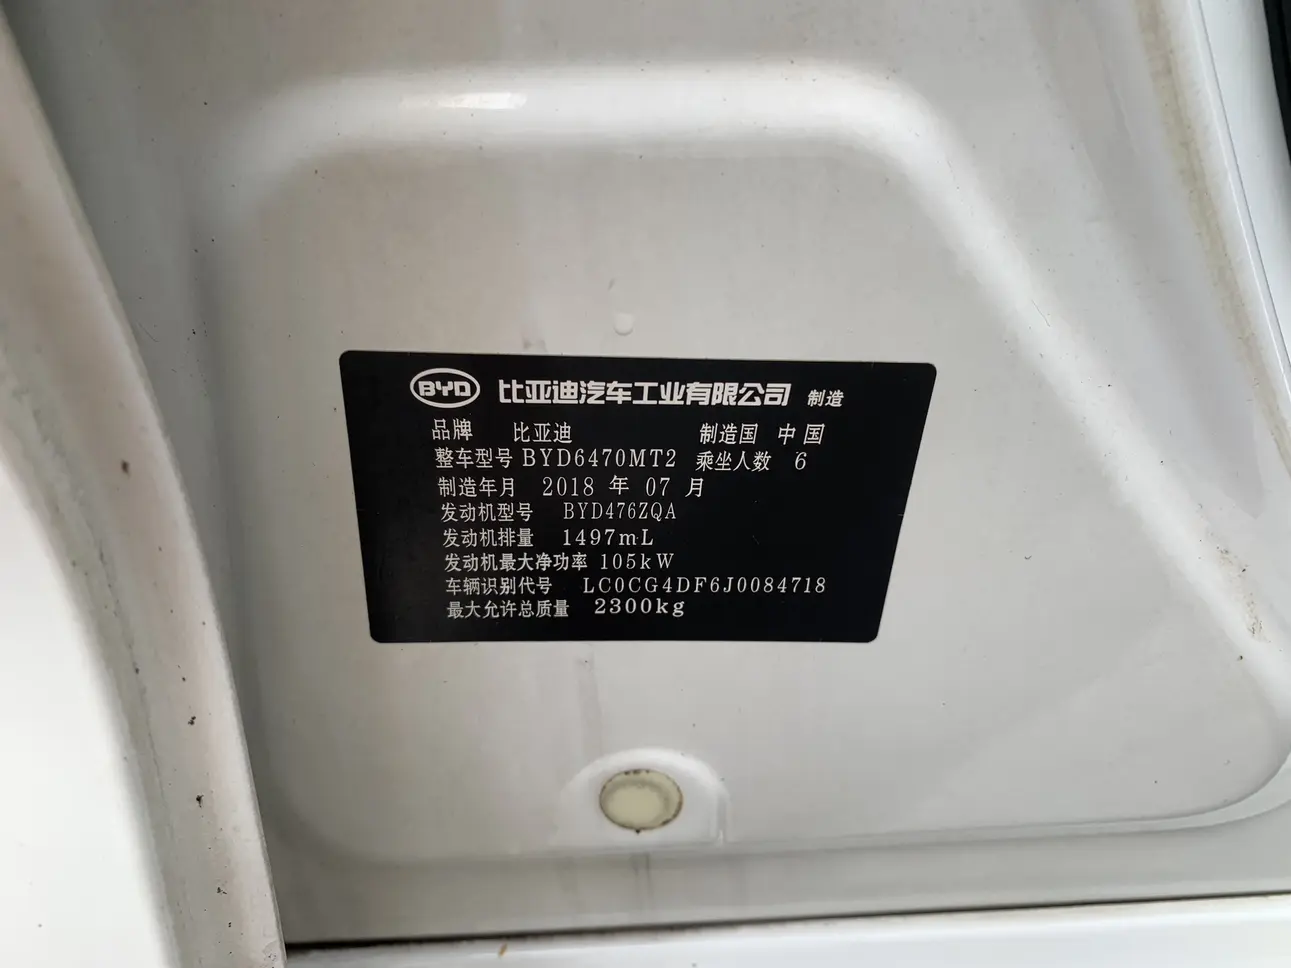 BYD 比亚迪汽车工业有限公司 制造
品牌 比亚迪 制造国 中国
整车型号 BYD6470MT2 乘坐人数 6
制造年月 2018 年 07 月
发动机型号 BYD476ZQA
发动机排量 1497mL
发动机最大净功率 105kW
车辆识别代号 LC0CG4DF6J0084718
最大允许总质量 2300kg